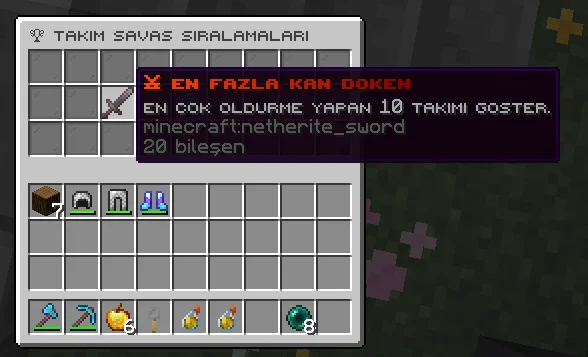 TAKIM SAVAS SIRALAMALARI
EN FAZLA KAN DOKEN
EN COK OLDURME YAPAN 10 TAKIMI GOSTER.
minecraft:netherite_sword
20 bileşen
7
6
8